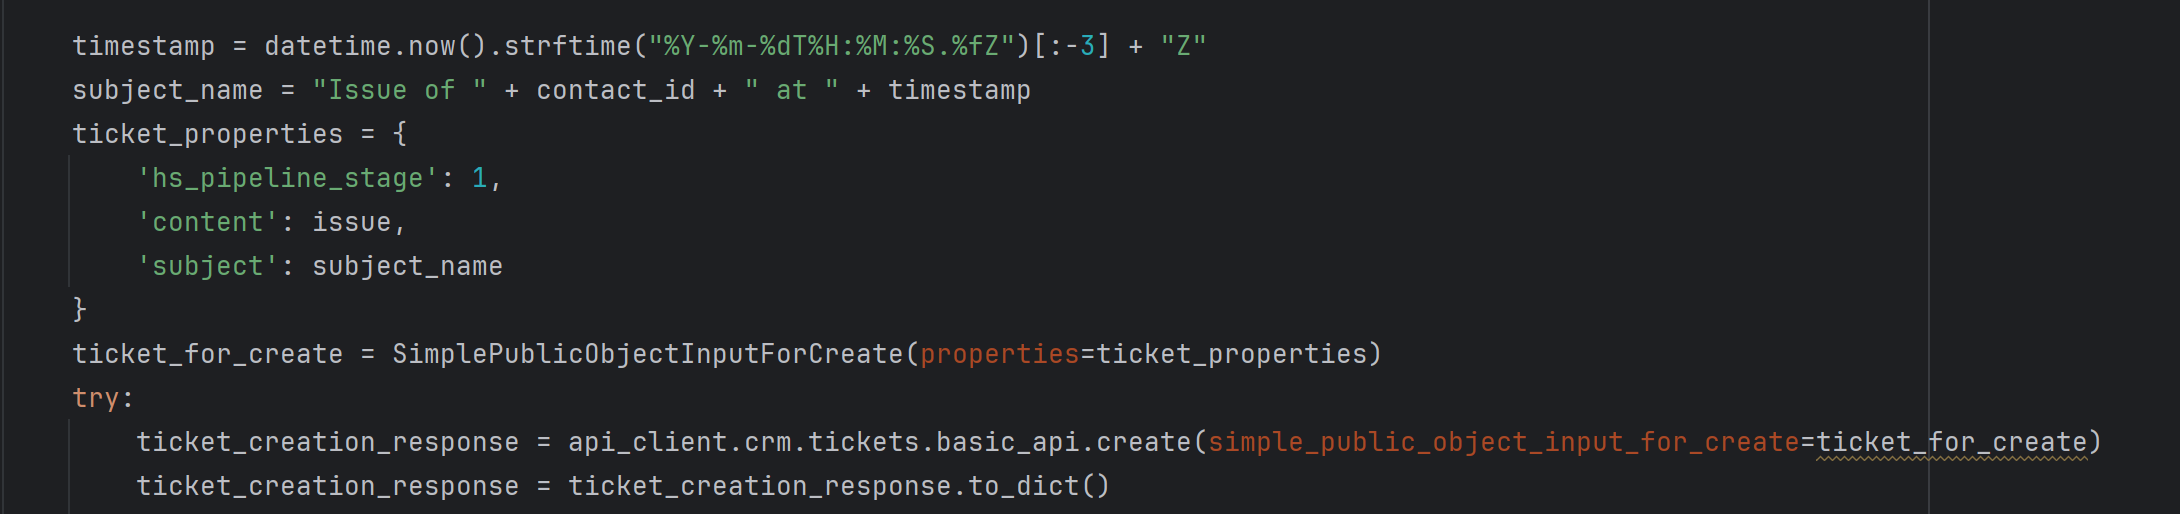 timestamp = datetime.now().strftime("%Y-%m-%dT%H:%M:%S.%fZ")[:-3] + "Z"
subject_name = "Issue of " + contact_id + " at " + timestamp
ticket_properties = {
    'hs_pipeline_stage': 1,
    'content': issue,
    'subject': subject_name
}
ticket_for_create = SimplePublicObjectInputForCreate(properties=ticket_properties)
try:
    ticket_creation_response = api_client.crm.tickets.basic_api.create(simple_public_object_input_for_create=ticket_for_create)
    ticket_creation_response = ticket_creation_response.to_dict()